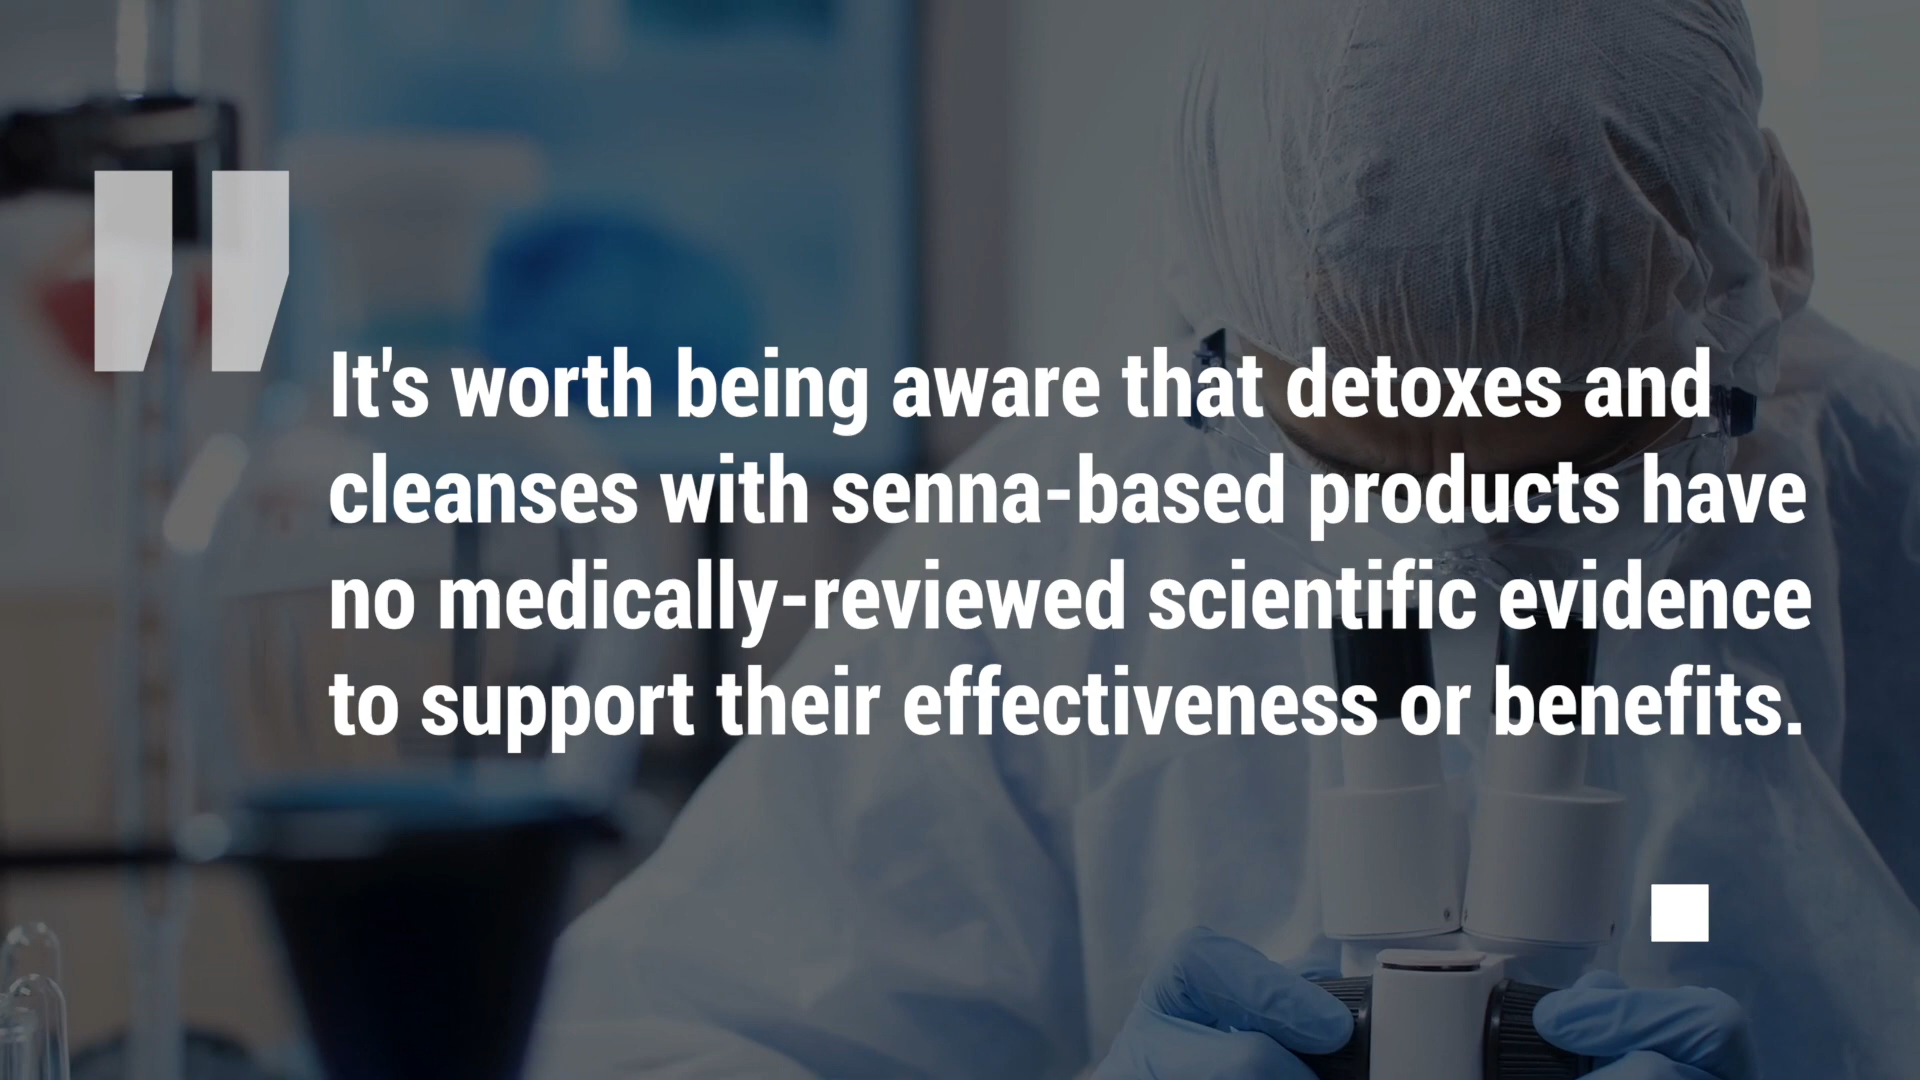 It's worth being aware that detoxes and
cleanses with senna-based products have
no medically-reviewed scientific evidence
to support their effectiveness or benefits.